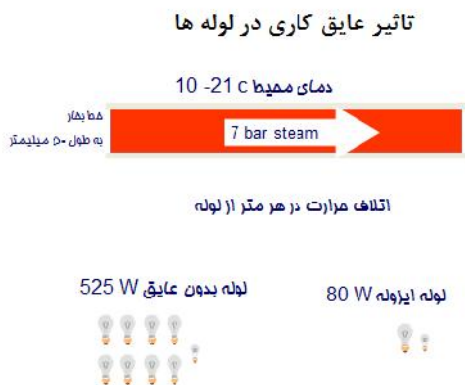 تاثیر عایق کاری در لوله ها
دمای محیط 10 -21 c
خط بخار
به طول ۵۰ میلیمتر
7 bar steam
اتلاف حرارت در هر متر از لوله
لوله بدون عایق 525 W
لوله ایزوله 80 W